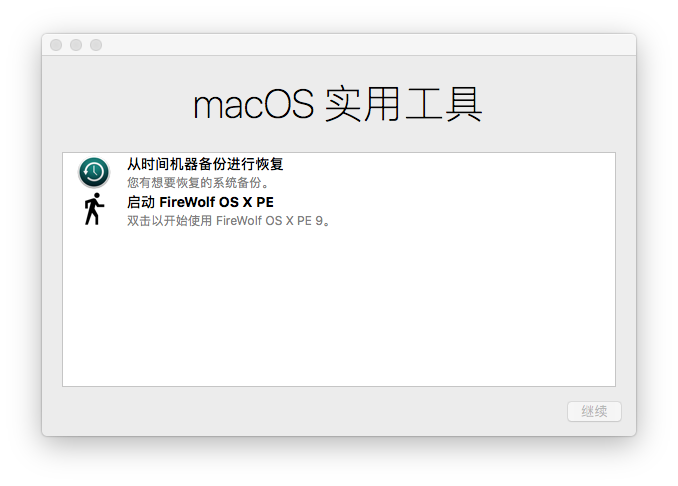 macOS 实用工具
从时间机器备份进行恢复
您有想要恢复的系统备份。
启动 FireWolf OS X PE
双击以开始使用 FireWolf OS X PE 9。
继续